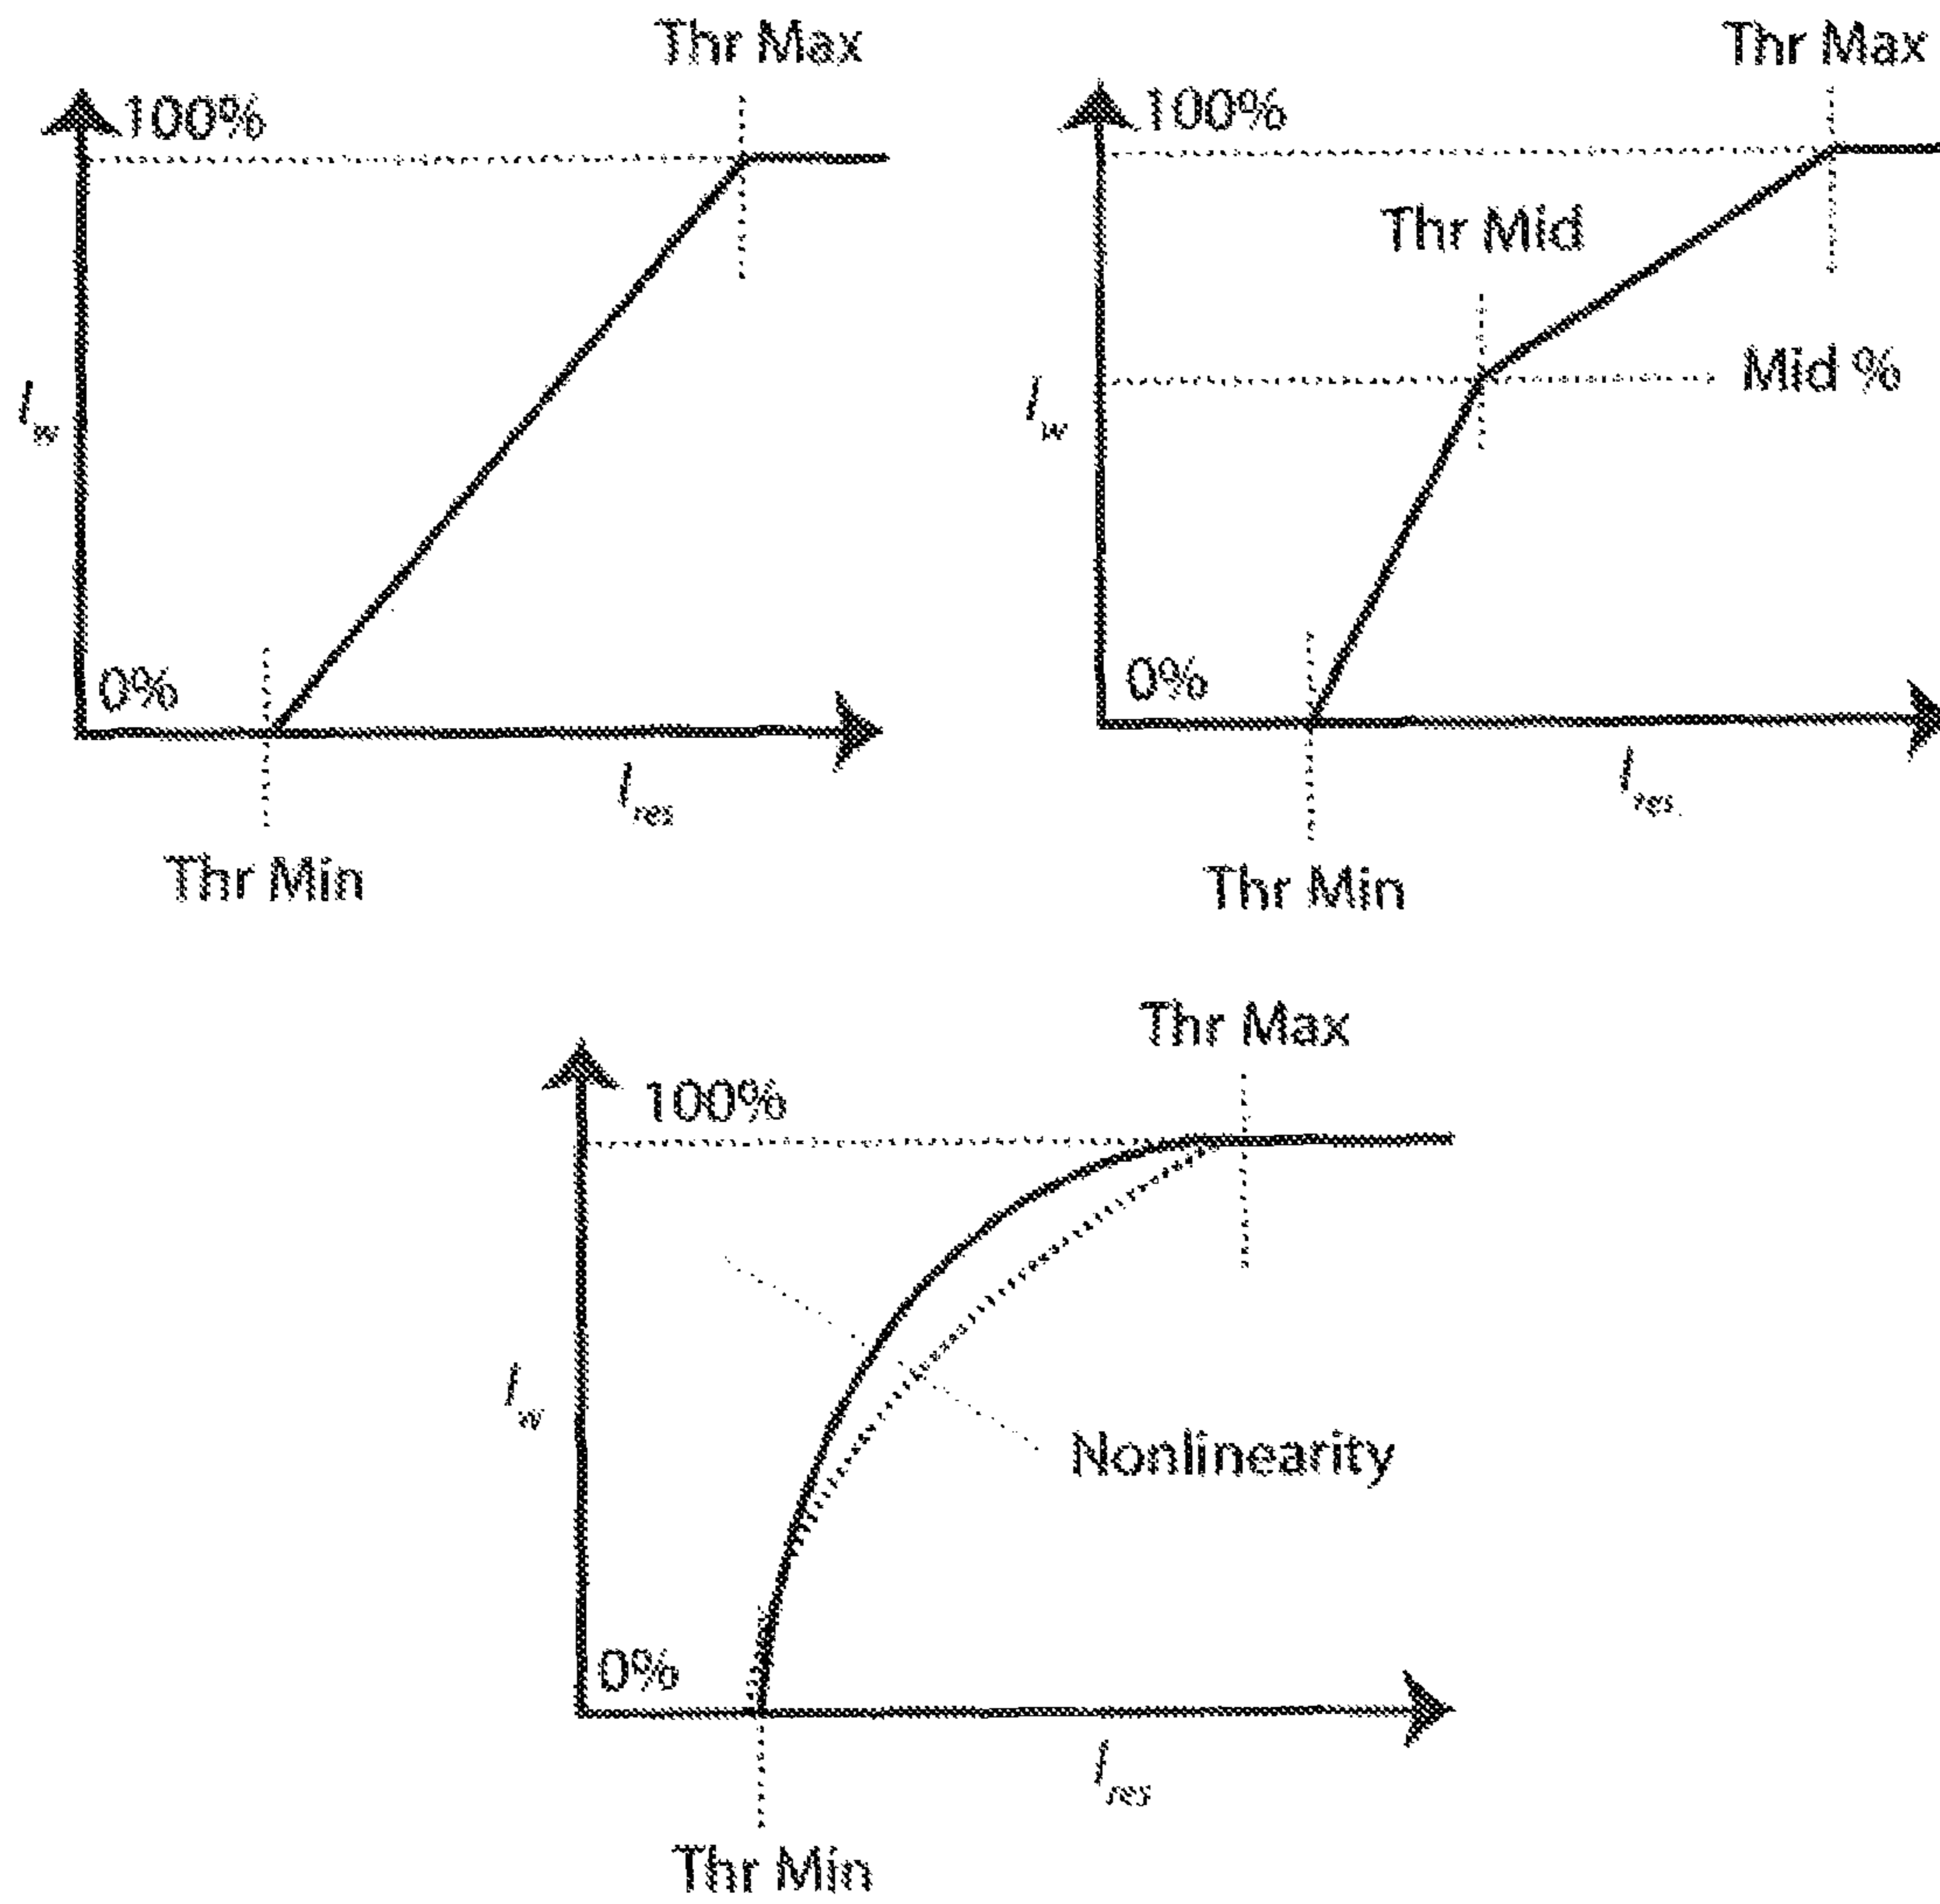 Thr Max
100%
I_w
0%
I_res
Thr Min
Thr Max
100%
Thr Mid
Mid %
I_w
0%
I_res
Thr Min
Thr Max
100%
I_w
Nonlinearity
0%
I_res
Thr Min